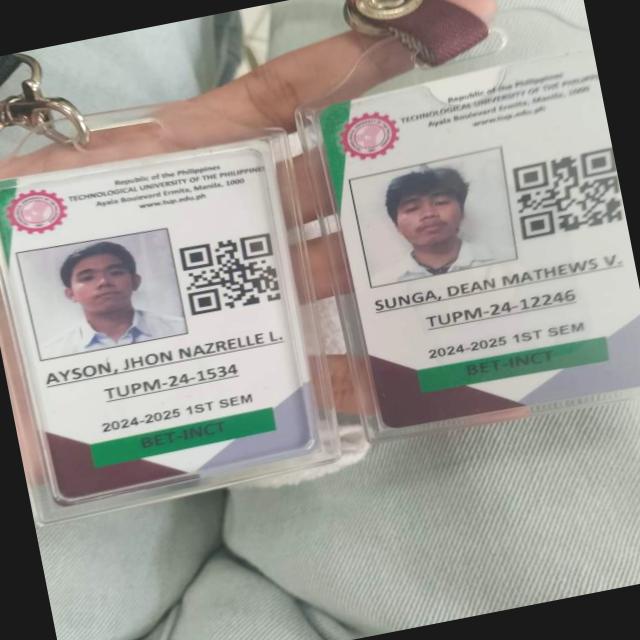 Republic of the Philippines
TECHNOLOGICAL UNIVERSITY OF THE PHILIPPINES
Ayala Boulevard Ermita, Manila, 1000
www.tup.edu.ph
AYSON, JHON NAZRELLE L.
TUPM-24-1534
2024-2025 1ST SEM
BET-INCT
Republic of the Philippines
TECHNOLOGICAL UNIVERSITY OF THE PHILIPPINES
Ayala Boulevard Ermita, Manila, 1000
www.tup.edu.ph
SUNGA, DEAN MATHEWS V.
TUPM-24-12246
2024-2025 1ST SEM
BET-INCT